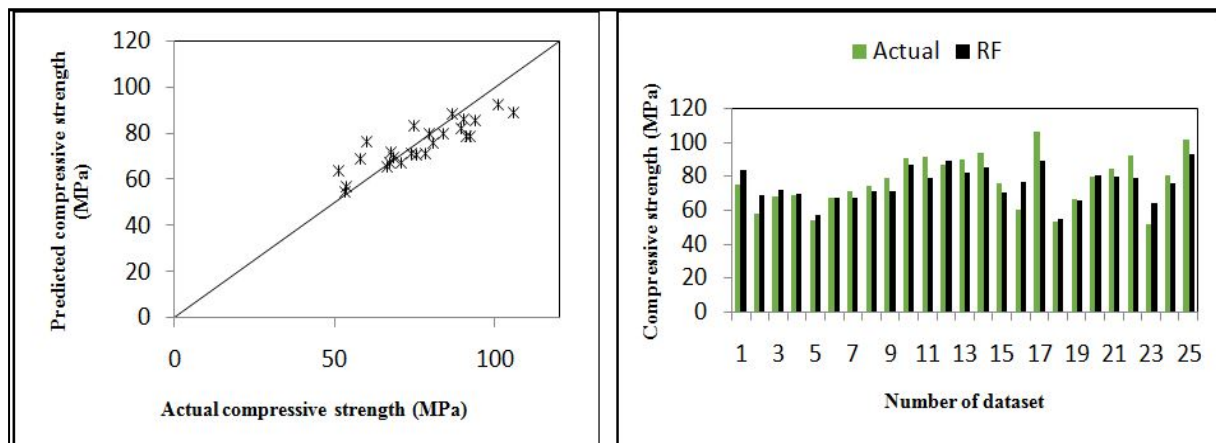 Predicted compressive strength
(MPa)
120
100
80
60
40
20
0
0 50 100
Actual compressive strength (MPa)
Actual RF
Compressive strength (MPa)
120
100
80
60
40
20
0
1 3 5 7 9 11 13 15 17 19 21 23 25
Number of dataset